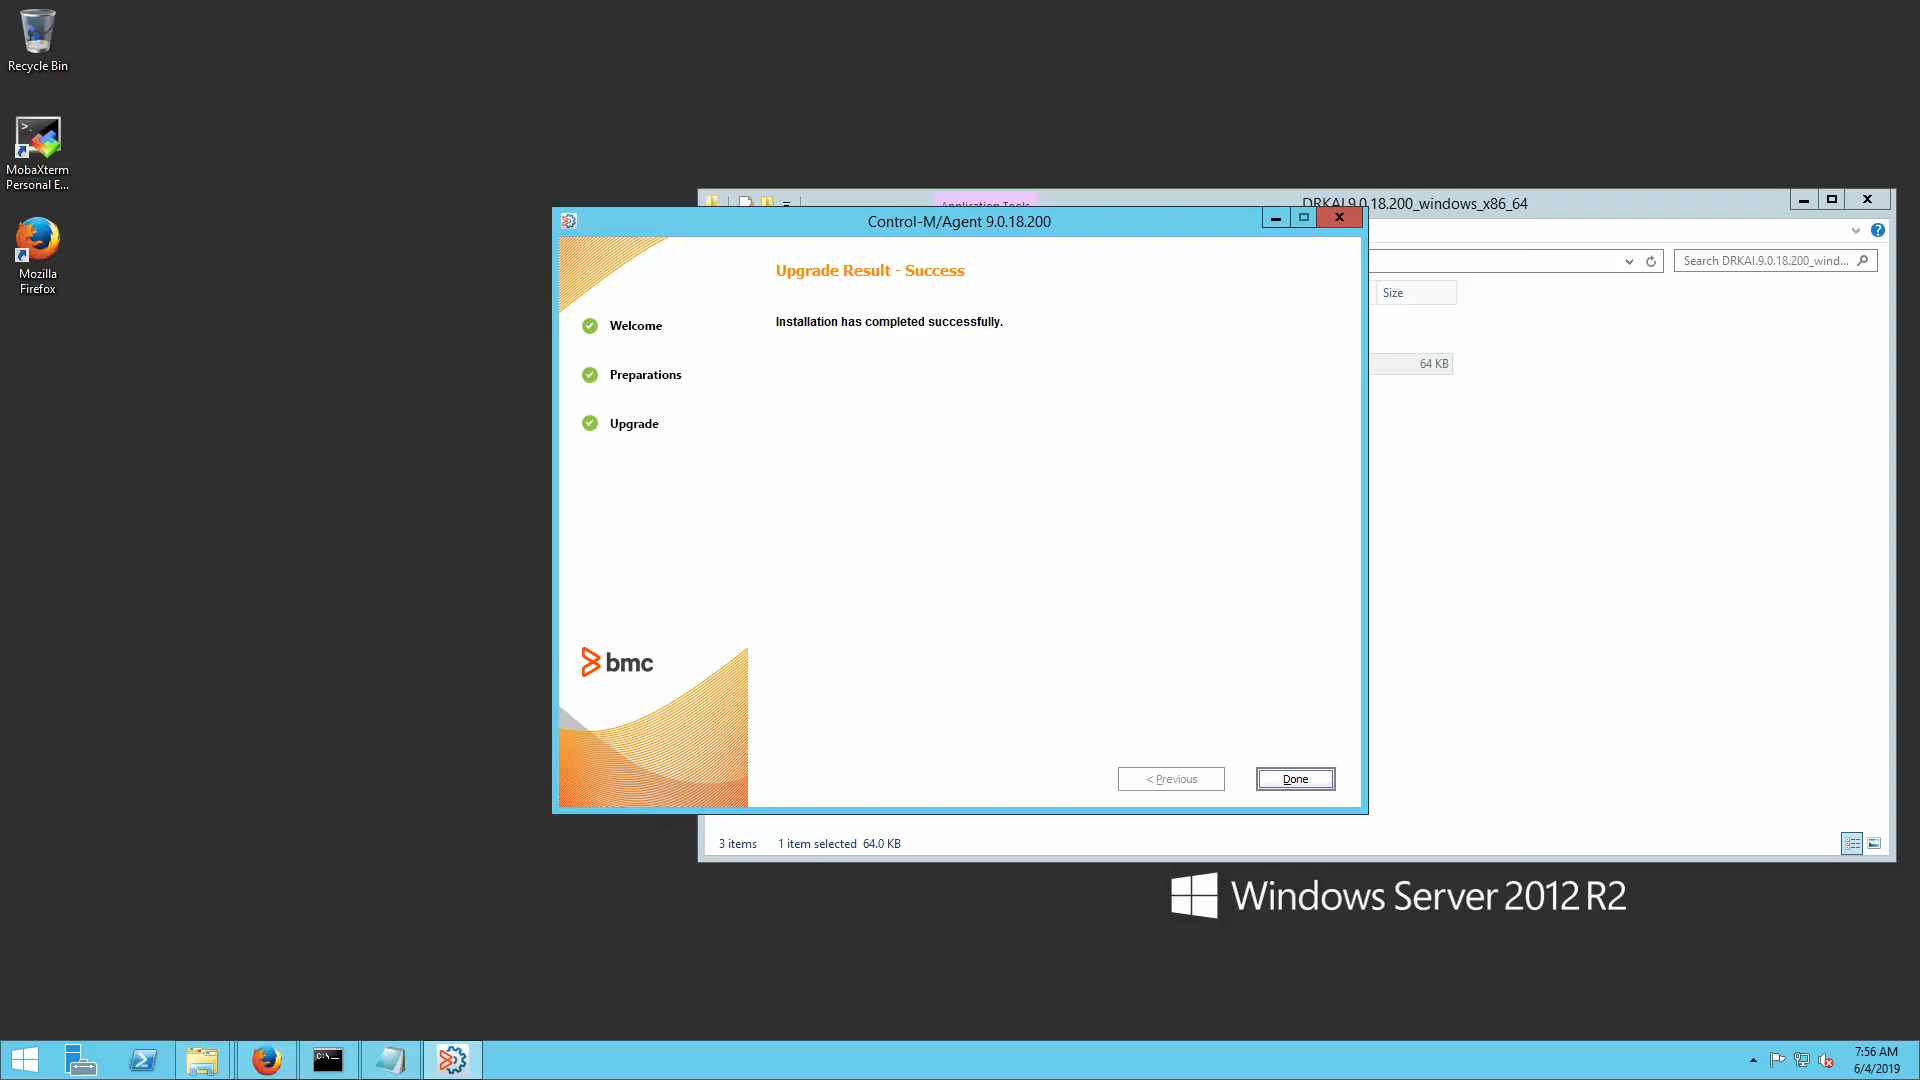 Recycle Bin
MobaXterm
Personal E...
Mozilla
Firefox
Application Tools
DRKAI.9.0.18.200_windows_x86_64
Control-M/Agent 9.0.18.200
Search DRKAI.9.0.18.200_wind...
Size
64 KB
Upgrade Result - Success
Installation has completed successfully.
Welcome
Preparations
Upgrade
bmc
< Previous
Done
3 items 1 item selected 64.0 KB
Windows Server 2012 R2
7:56 AM
6/4/2019